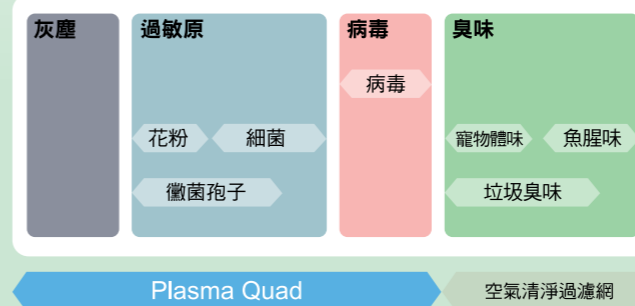 灰塵
過敏原
病毒
臭味
病毒
花粉
細菌
寵物體味
魚腥味
黴菌孢子
垃圾臭味
Plasma Quad
空氣清淨過濾網